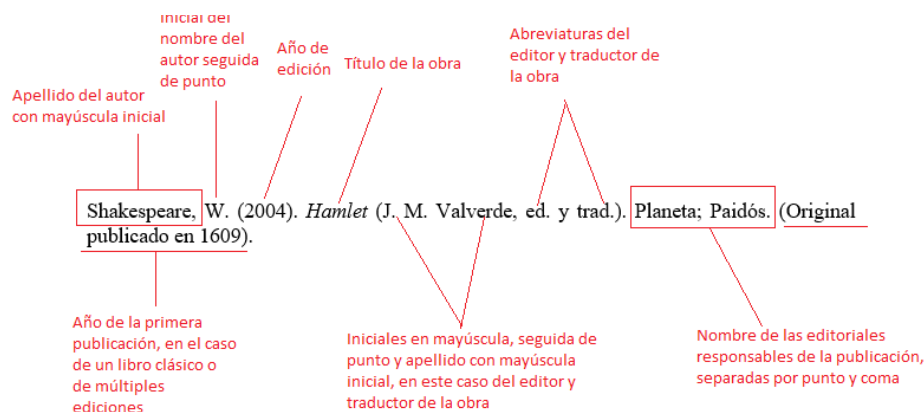 Inicial del
nombre del
autor seguida
de punto
Año de
edición
Título de la obra
Abreviaturas del
editor y traductor de
la obra
Apellido del autor
con mayúscula inicial
Shakespeare, W. (2004). Hamlet (J. M. Valverde, ed. y trad.). Planeta; Paidós. (Original
publicado en 1609).
Año de la primera
publicación, en el caso
de un libro clásico o
de múltiples
ediciones
Iniciales en mayúscula, seguida de
punto y apellido con mayúscula
inicial, en este caso del editor y
traductor de la obra
Nombre de las editoriales
responsables de la publicación,
separadas por punto y coma